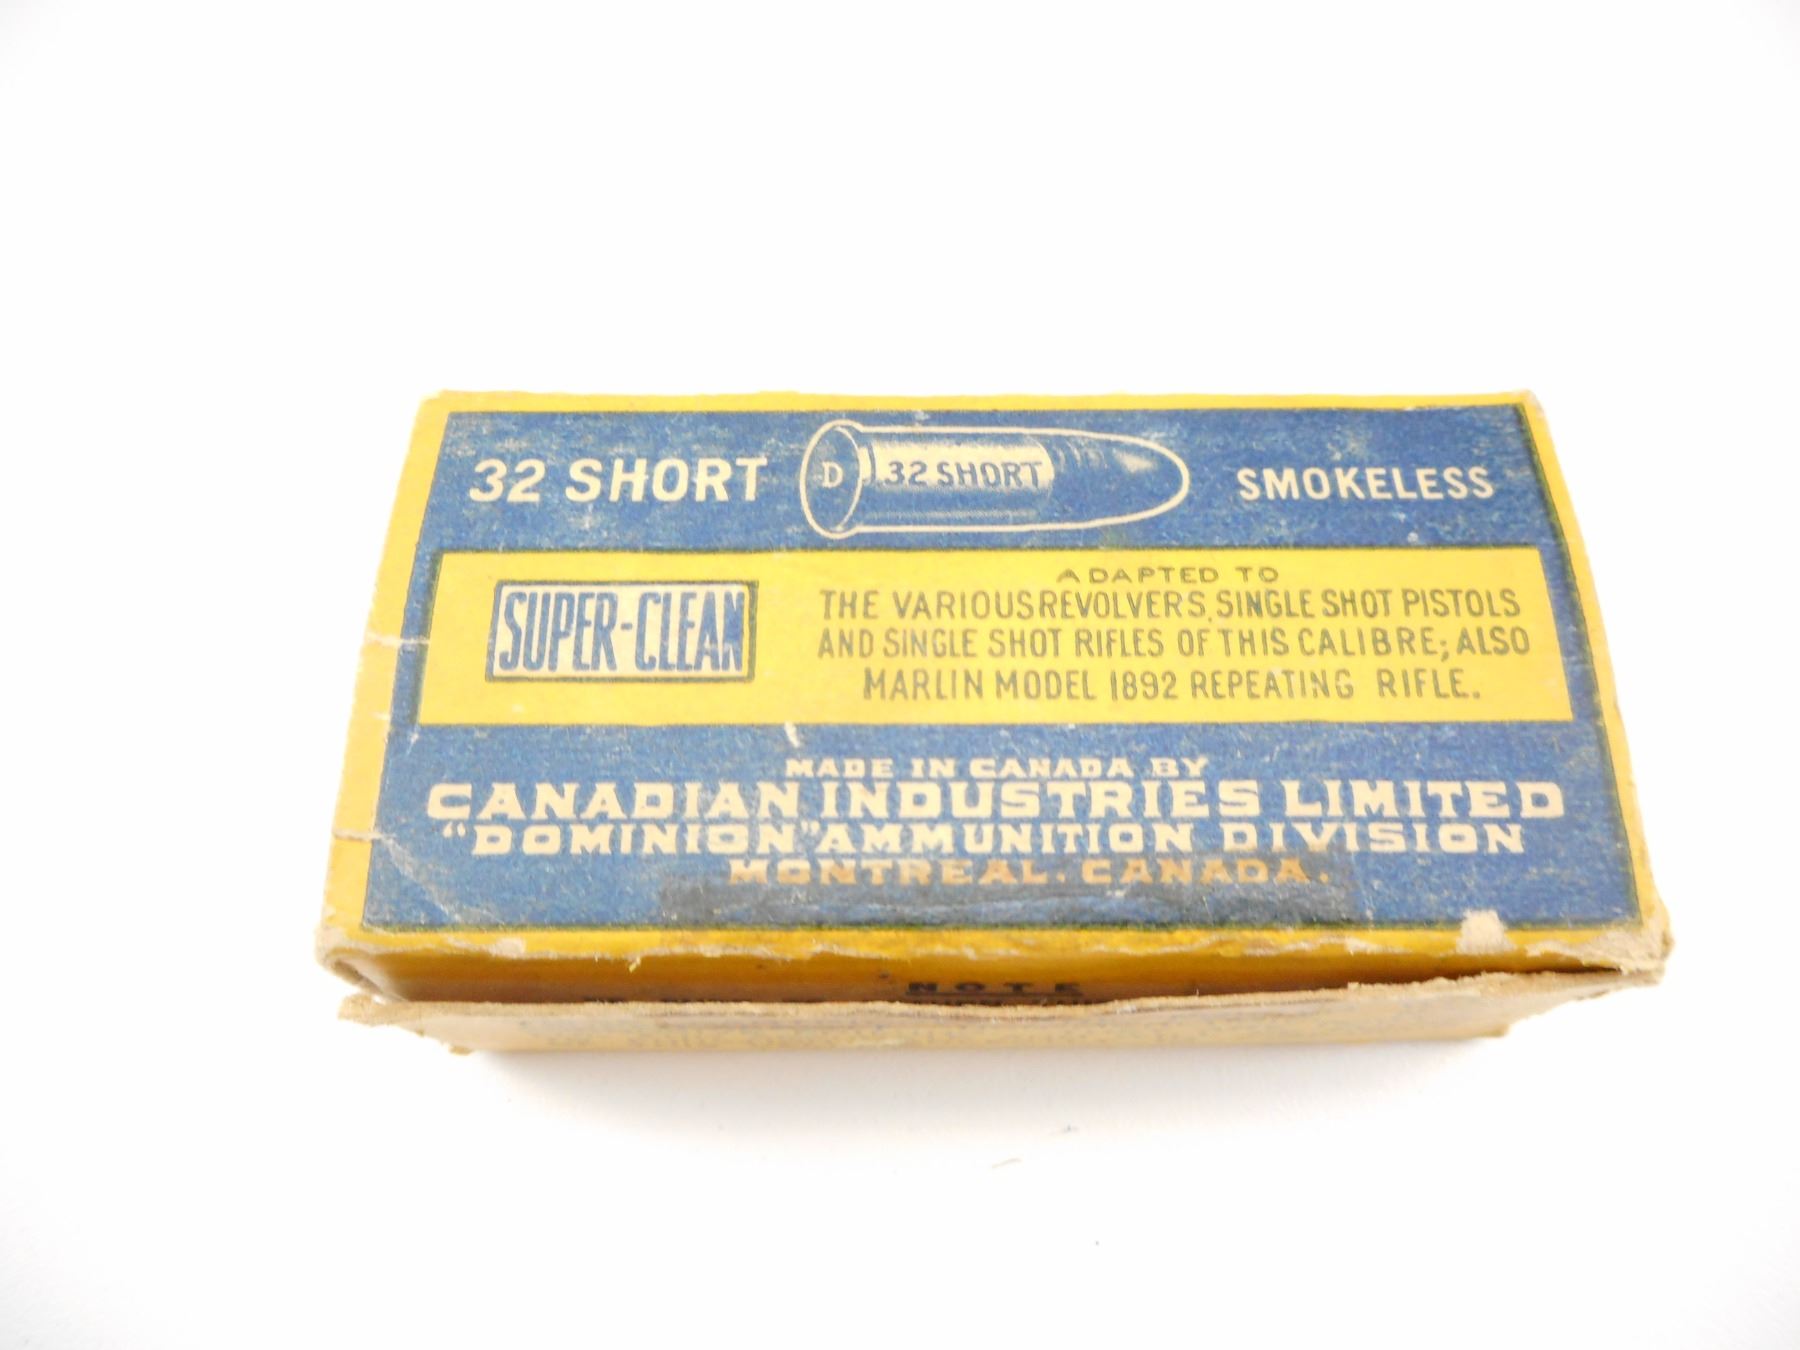 32 SHORT
D
.32 SHORT
SMOKELESS
SUPER-CLEAN
ADAPTED TO
THE VARIOUS REVOLVERS, SINGLE SHOT PISTOLS
AND SINGLE SHOT RIFLES OF THIS CALIBRE; ALSO
MARLIN MODEL 1892 REPEATING RIFLE.
MADE IN CANADA BY
CANADIAN INDUSTRIES LIMITED
"DOMINION" AMMUNITION DIVISION
MONTREAL. CANADA.
NOTE